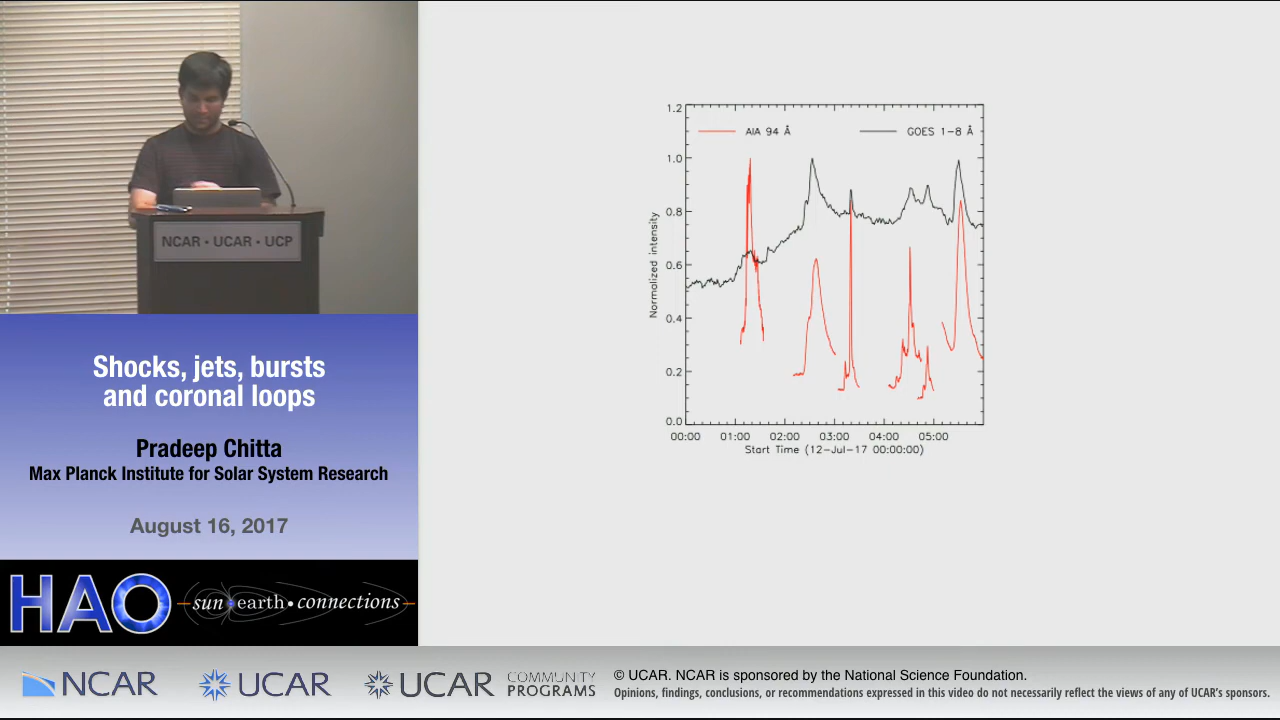 NCAR • UCAR • UCP
Shocks, jets, bursts
and coronal loops
Pradeep Chitta
Max Planck Institute for Solar System Research
August 16, 2017
HAO
sun earth • connections
1.2
AIA 94 Å
GOES 1-8 Å
1.0
0.8
0.6
0.4
0.2
0.0
Normalized intensity
00:00 01:00 02:00 03:00 04:00 05:00
Start Time (12-Jul-17 00:00:00)
NCAR
UCAR
UCAR
COMMUNITY
PROGRAMS
© UCAR. NCAR is sponsored by the National Science Foundation.
Opinions, findings, conclusions, or recommendations expressed in this video do not necessarily reflect the views of any of UCAR's sponsors.